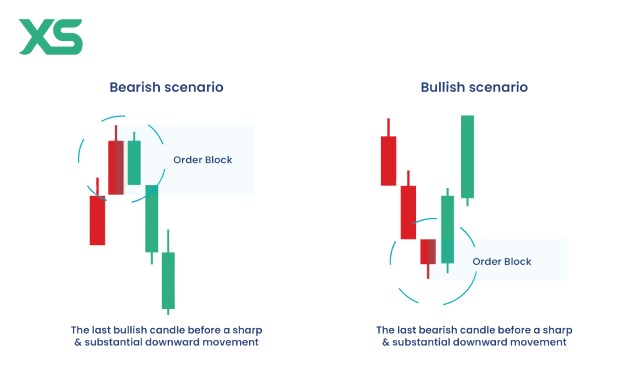 XS
Bearish scenario
Bullish scenario
Order Block
Order Block
The last bullish candle before a sharp
& substantial downward movement
The last bearish candle before a sharp
& substantial downward movement